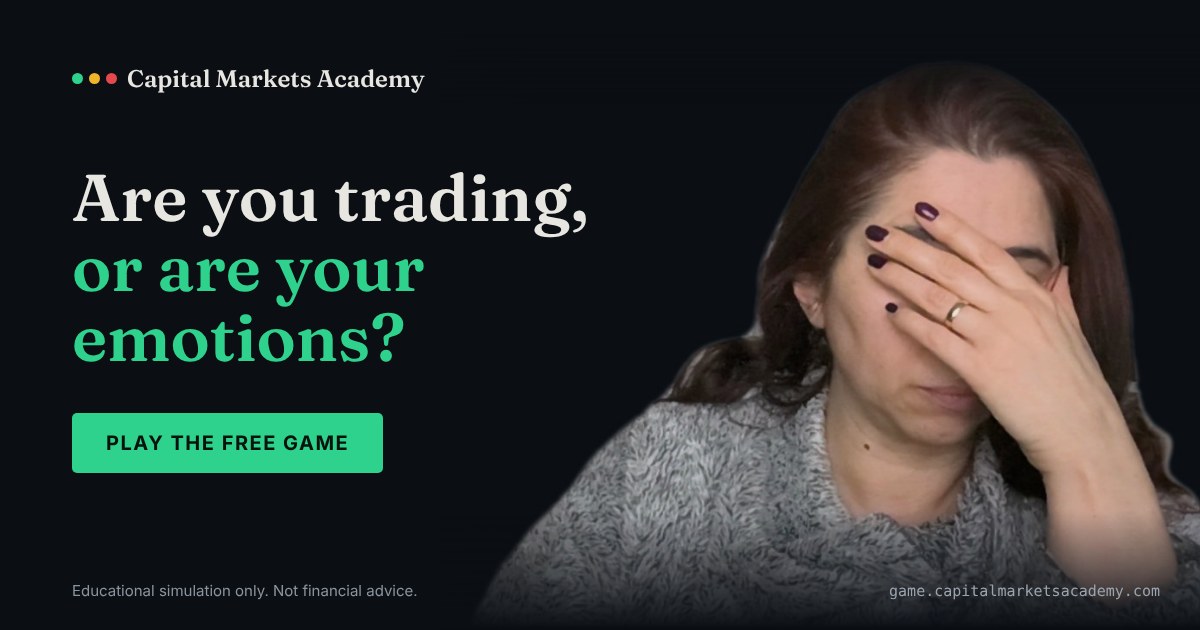 Capital Markets Academy
Are you trading,
or are your
emotions?
PLAY THE FREE GAME
Educational simulation only. Not financial advice.
game.capitalmarketsacademy.com